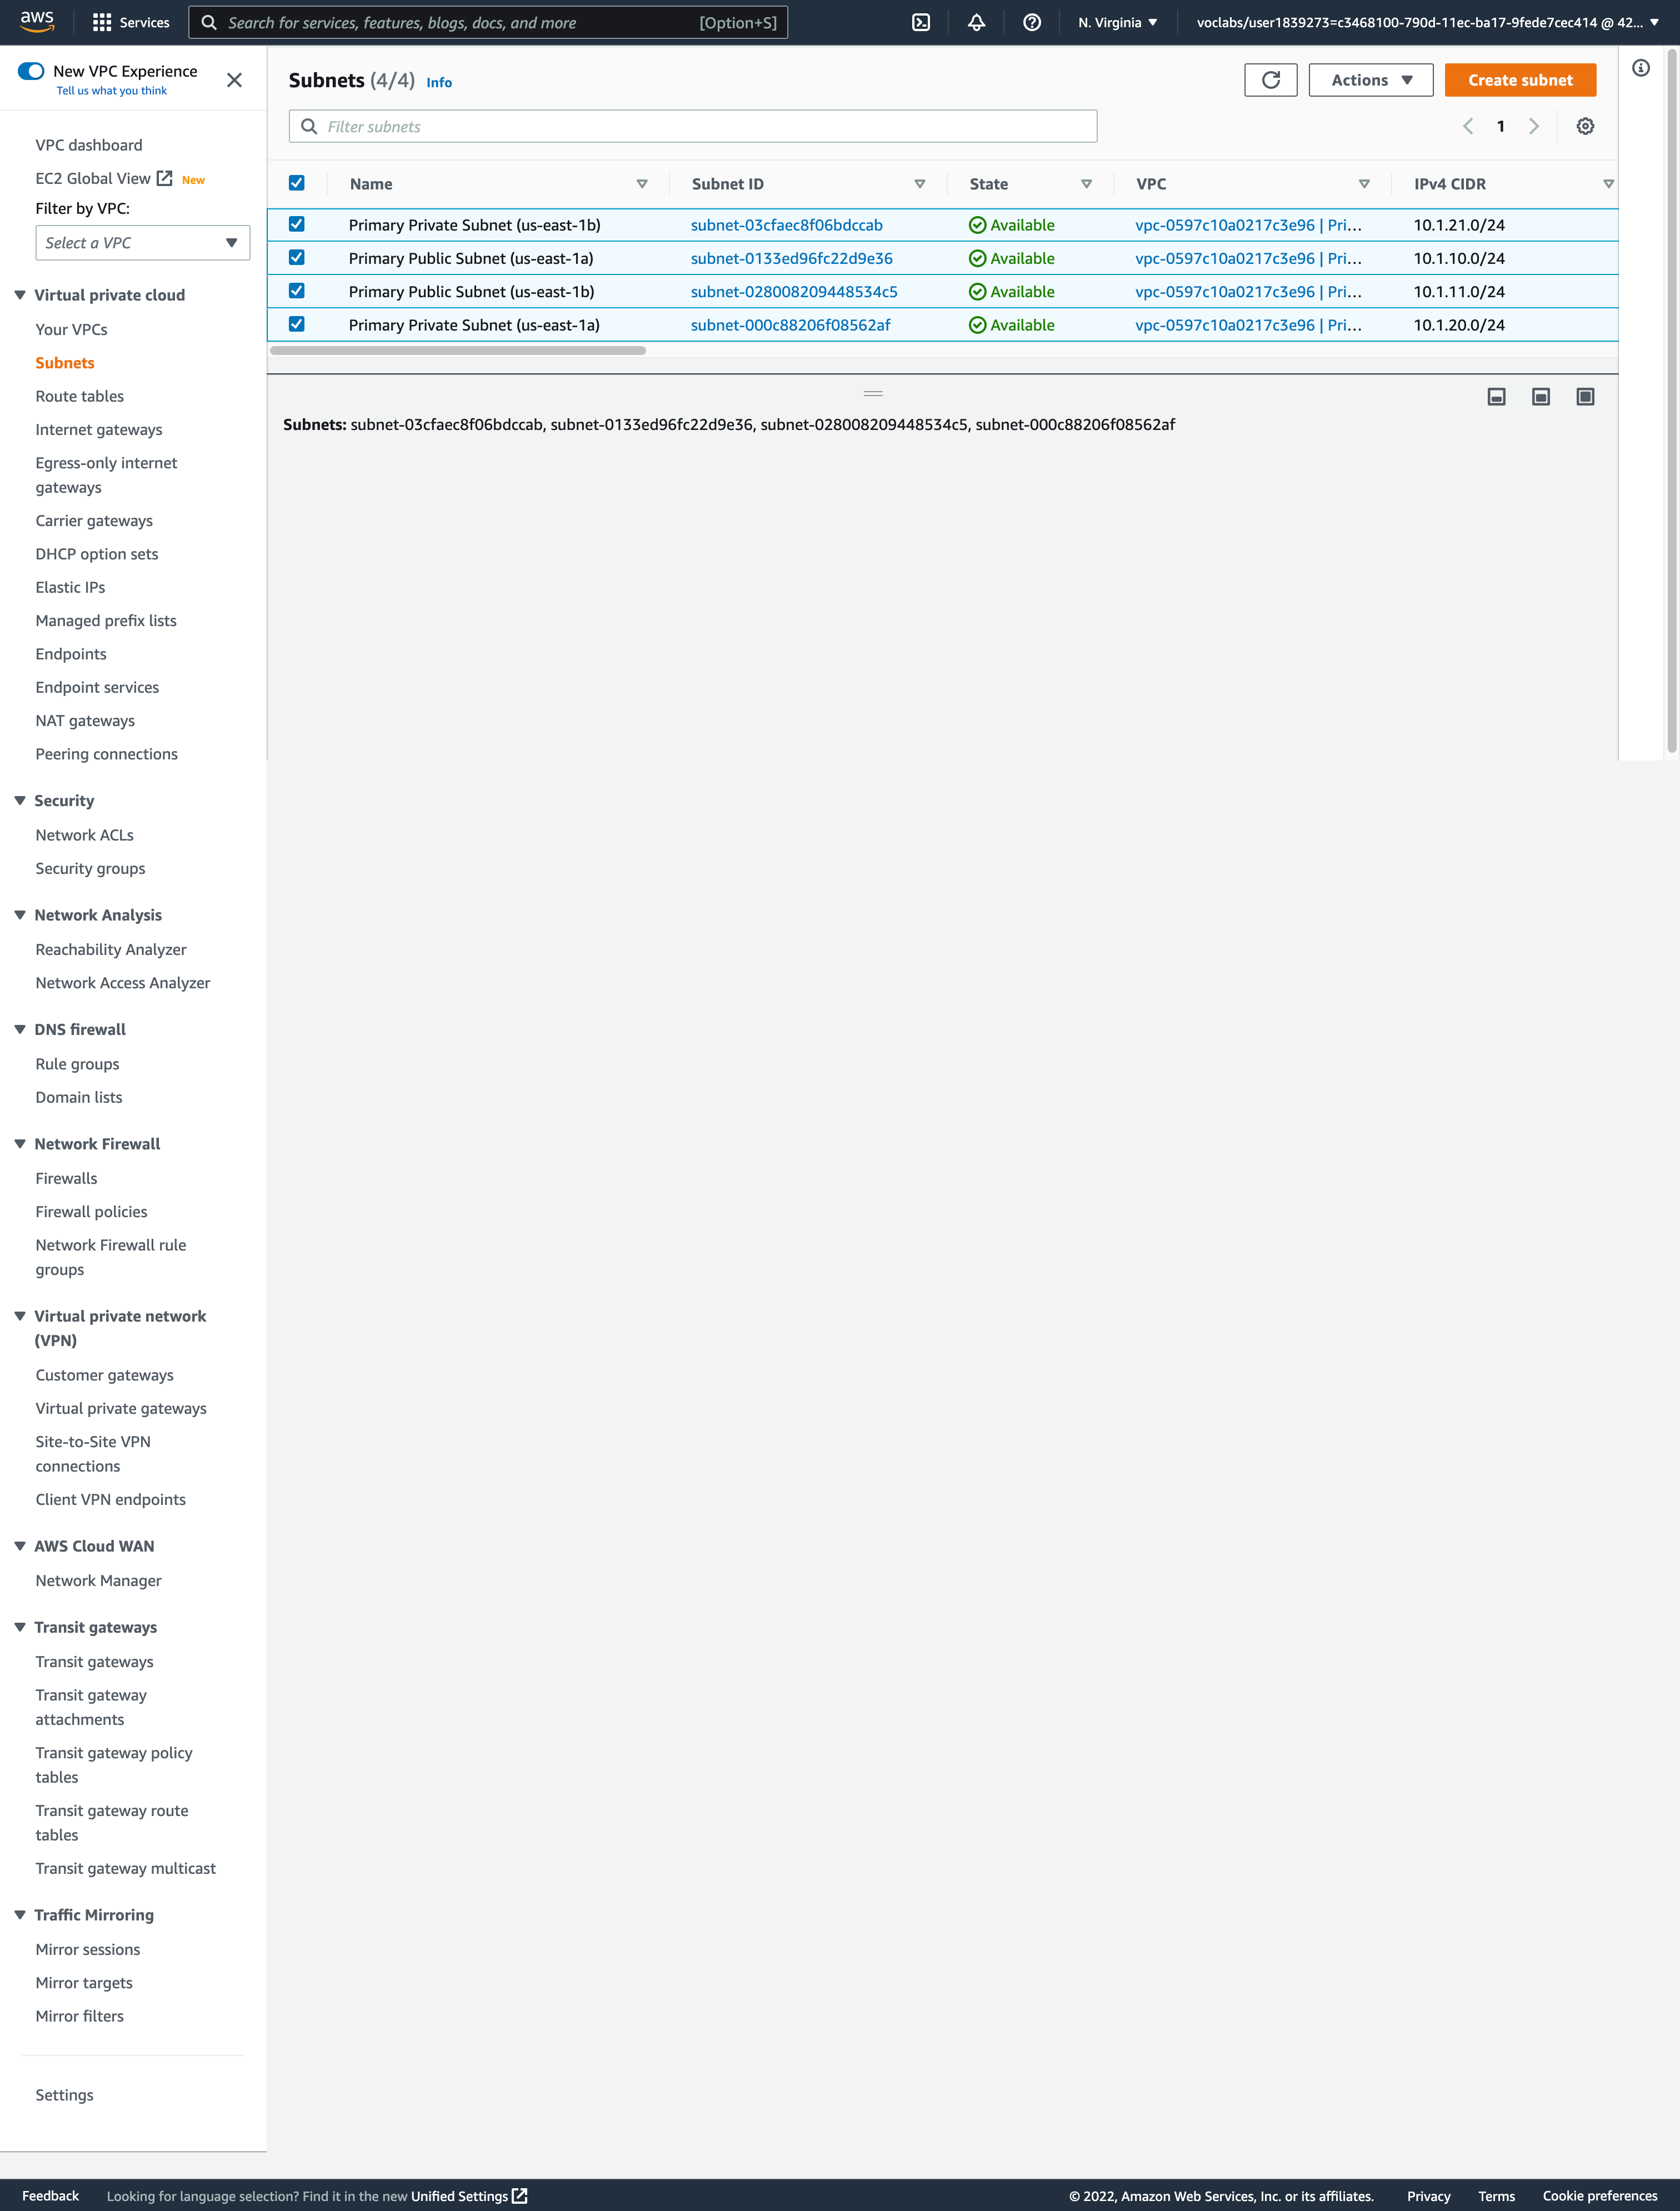 aws Services Search for services, features, blogs, docs, and more [Option+S] N. Virginia voclabs/user1839273=c3468100-790d-11ec-ba17-9fede7cec414 @ 42...
New VPC Experience
Tell us what you think
VPC dashboard
EC2 Global View New
Filter by VPC:
Select a VPC
Virtual private cloud
Your VPCs
Subnets
Route tables
Internet gateways
Egress-only internet
gateways
Carrier gateways
DHCP option sets
Elastic IPs
Managed prefix lists
Endpoints
Endpoint services
NAT gateways
Peering connections
Security
Network ACLs
Security groups
Network Analysis
Reachability Analyzer
Network Access Analyzer
DNS firewall
Rule groups
Domain lists
Network Firewall
Firewalls
Firewall policies
Network Firewall rule
groups
Virtual private network
(VPN)
Customer gateways
Virtual private gateways
Site-to-Site VPN
connections
Client VPN endpoints
AWS Cloud WAN
Network Manager
Transit gateways
Transit gateways
Transit gateway
attachments
Transit gateway policy
tables
Transit gateway route
tables
Transit gateway multicast
Traffic Mirroring
Mirror sessions
Mirror targets
Mirror filters
Settings
Subnets (4/4) Info Actions Create subnet
Filter subnets 1
Name Subnet ID State VPC IPv4 CIDR
Primary Private Subnet (us-east-1b) subnet-03cfaec8f06bdccab Available vpc-0597c10a0217c3e96 | Pri... 10.1.21.0/24
Primary Public Subnet (us-east-1a) subnet-0133ed96fc22d9e36 Available vpc-0597c10a0217c3e96 | Pri... 10.1.10.0/24
Primary Public Subnet (us-east-1b) subnet-028008209448534c5 Available vpc-0597c10a0217c3e96 | Pri... 10.1.11.0/24
Primary Private Subnet (us-east-1a) subnet-000c88206f08562af Available vpc-0597c10a0217c3e96 | Pri... 10.1.20.0/24
Subnets: subnet-03cfaec8f06bdccab, subnet-0133ed96fc22d9e36, subnet-028008209448534c5, subnet-000c88206f08562af
Feedback Looking for language selection? Find it in the new Unified Settings © 2022, Amazon Web Services, Inc. or its affiliates. Privacy Terms Cookie preferences